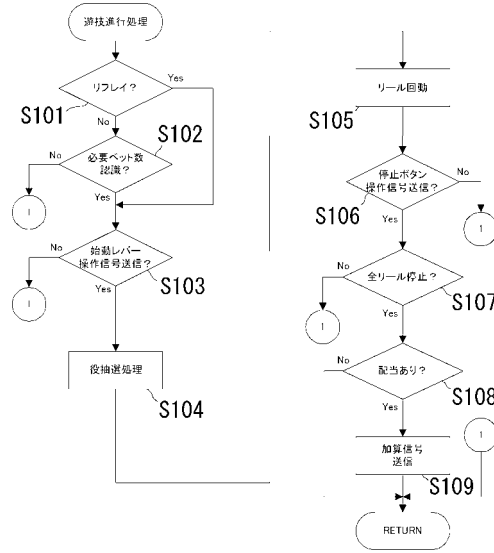 遊技進行処理
リプレイ？
Yes
S101
No
S102
No
必要ベット数
認識？
Yes
1
No
始動レバー
操作信号送信？
S103
Yes
1
役抽選処理
S104
リール回動
S105
停止ボタン
操作信号送信？
No
S106
Yes
1
No
全リール停止？
S107
Yes
1
No
配当あり？
S108
Yes
1
加算信号
送信
S109
RETURN